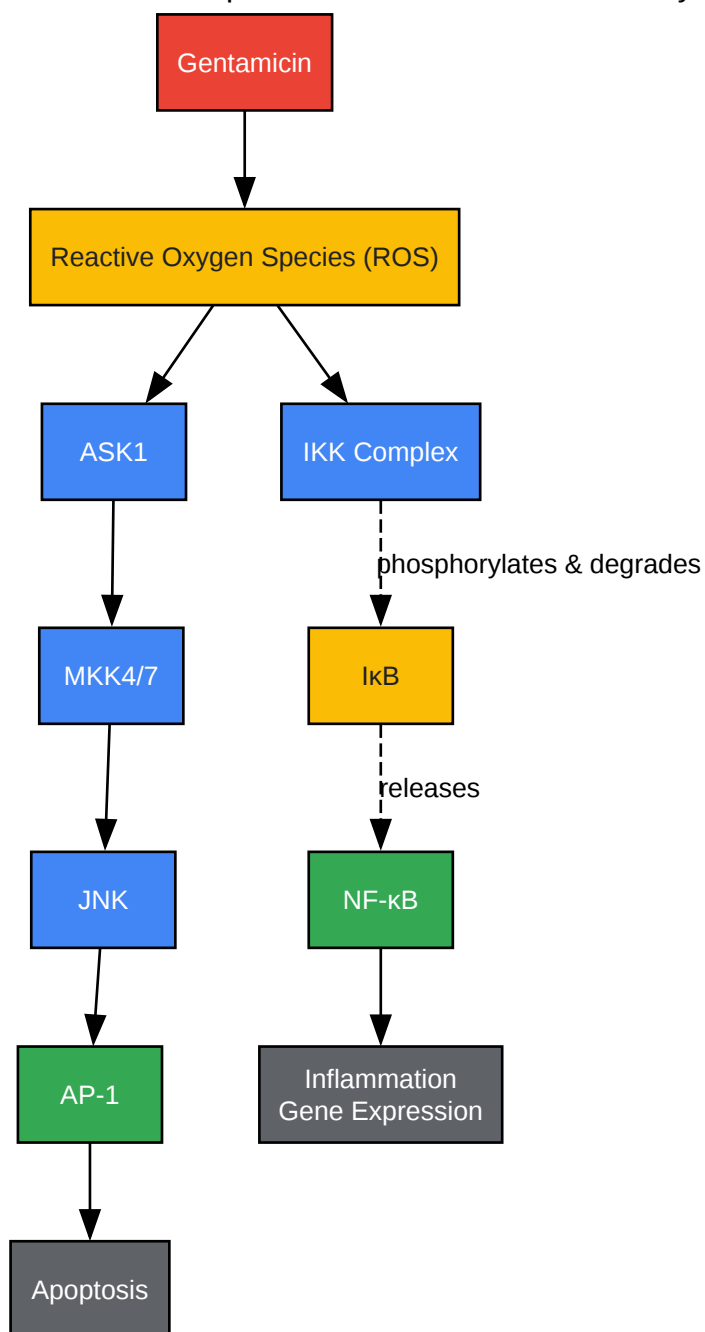 Gentamicin
Reactive Oxygen Species (ROS)
ASK1
IKK Complex
phosphorylates & degrades
MKK4/7
IκB
releases
JNK
NF-κB
AP-1
Inflammation
Gene Expression
Apoptosis